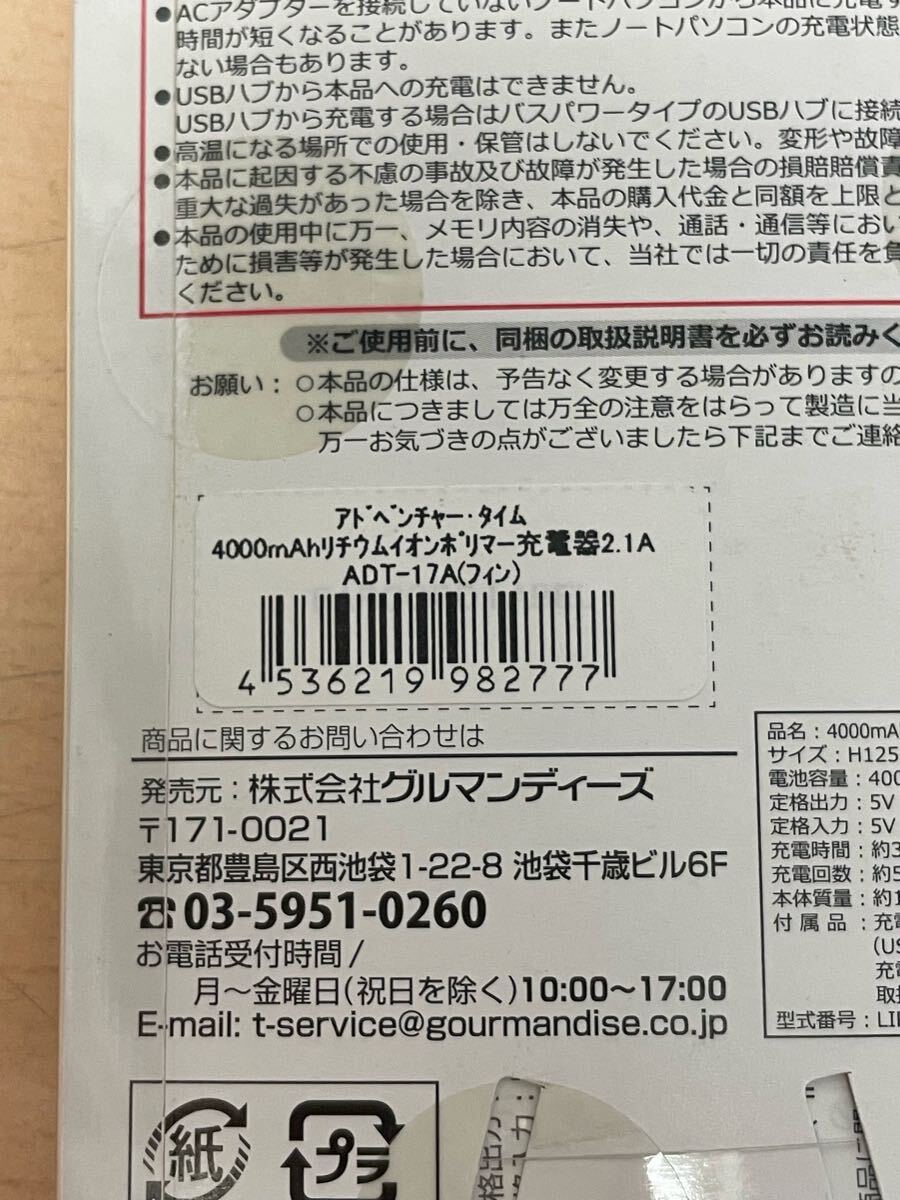 ●ACアダプターを接続していないノートパソコンから本品に充電す
時間が短くなることがあります。またノートパソコンの充電状態
ない場合もあります。
●USBハブから本品への充電はできません。
USBハブから充電する場合はバスパワータイプのUSBハブに接続
●高温になる場所での使用・保管はしないでください。変形や故障
●本品に起因する不慮の事故及び故障が発生した場合の損賠賠償責
重大な過失があった場合を除き、本品の購入代金と同額を上限と
●本品の使用中に万一、メモリ内容の消失や、通話・通信等におい
ために損害等が発生した場合において、当社では一切の責任を負
ください。
※ご使用前に、同梱の取扱説明書を必ずお読みく
お願い：○本品の仕様は、予告なく変更する場合がありますの
○本品につきましては万全の注意をはらって製造に当
万一お気づきの点がございましたら下記までご連絡
アドベンチャー・タイム
4000mAhリチウムイオンポリマー充電器2.1A
ADT-17A(フィン)
4 536219 982777
商品に関するお問い合わせは
発売元：株式会社グルマンディーズ
〒171-0021
東京都豊島区西池袋1-22-8 池袋千歳ビル6F
☎03-5951-0260
お電話受付時間/
月〜金曜日(祝日を除く)10:00〜17:00
E-mail: t-service@gourmandise.co.jp
品名：4000mA
サイズ：H125
電池容量：400
定格出力：5V
定格入力：5V
充電時間：約3
充電回数：約5
本体質量：約1
付属品：充電
(US
充電
取扱
型式番号：LI
紙
プラ